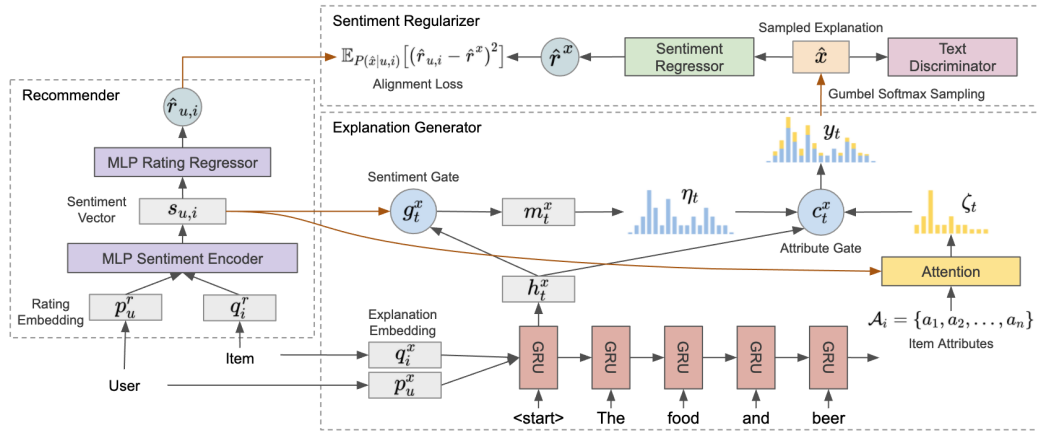 Sentiment Regularizer
Sampled Explanation
𝔼_{P(x̂|u,i)}[(r̂_{u,i} − r̂^x)^2]
r̂^x
Sentiment
Regressor
x̂
Text
Discriminator
Alignment Loss
Gumbel Softmax Sampling
Recommender
r̂_{u,i}
MLP Rating Regressor
Sentiment
Vector
s_{u,i}
MLP Sentiment Encoder
Rating
Embedding
p_u^r
q_i^r
Item
User
Explanation Generator
y_t
Sentiment Gate
g_t^x
m_t^x
η_t
c_t^x
Attribute Gate
ζ_t
Attention
h_t^x
𝒜_i = {a_1, a_2, . . . , a_n}
Item Attributes
Explanation
Embedding
q_i^x
p_u^x
GRU
GRU
GRU
GRU
GRU
<start> The food and beer